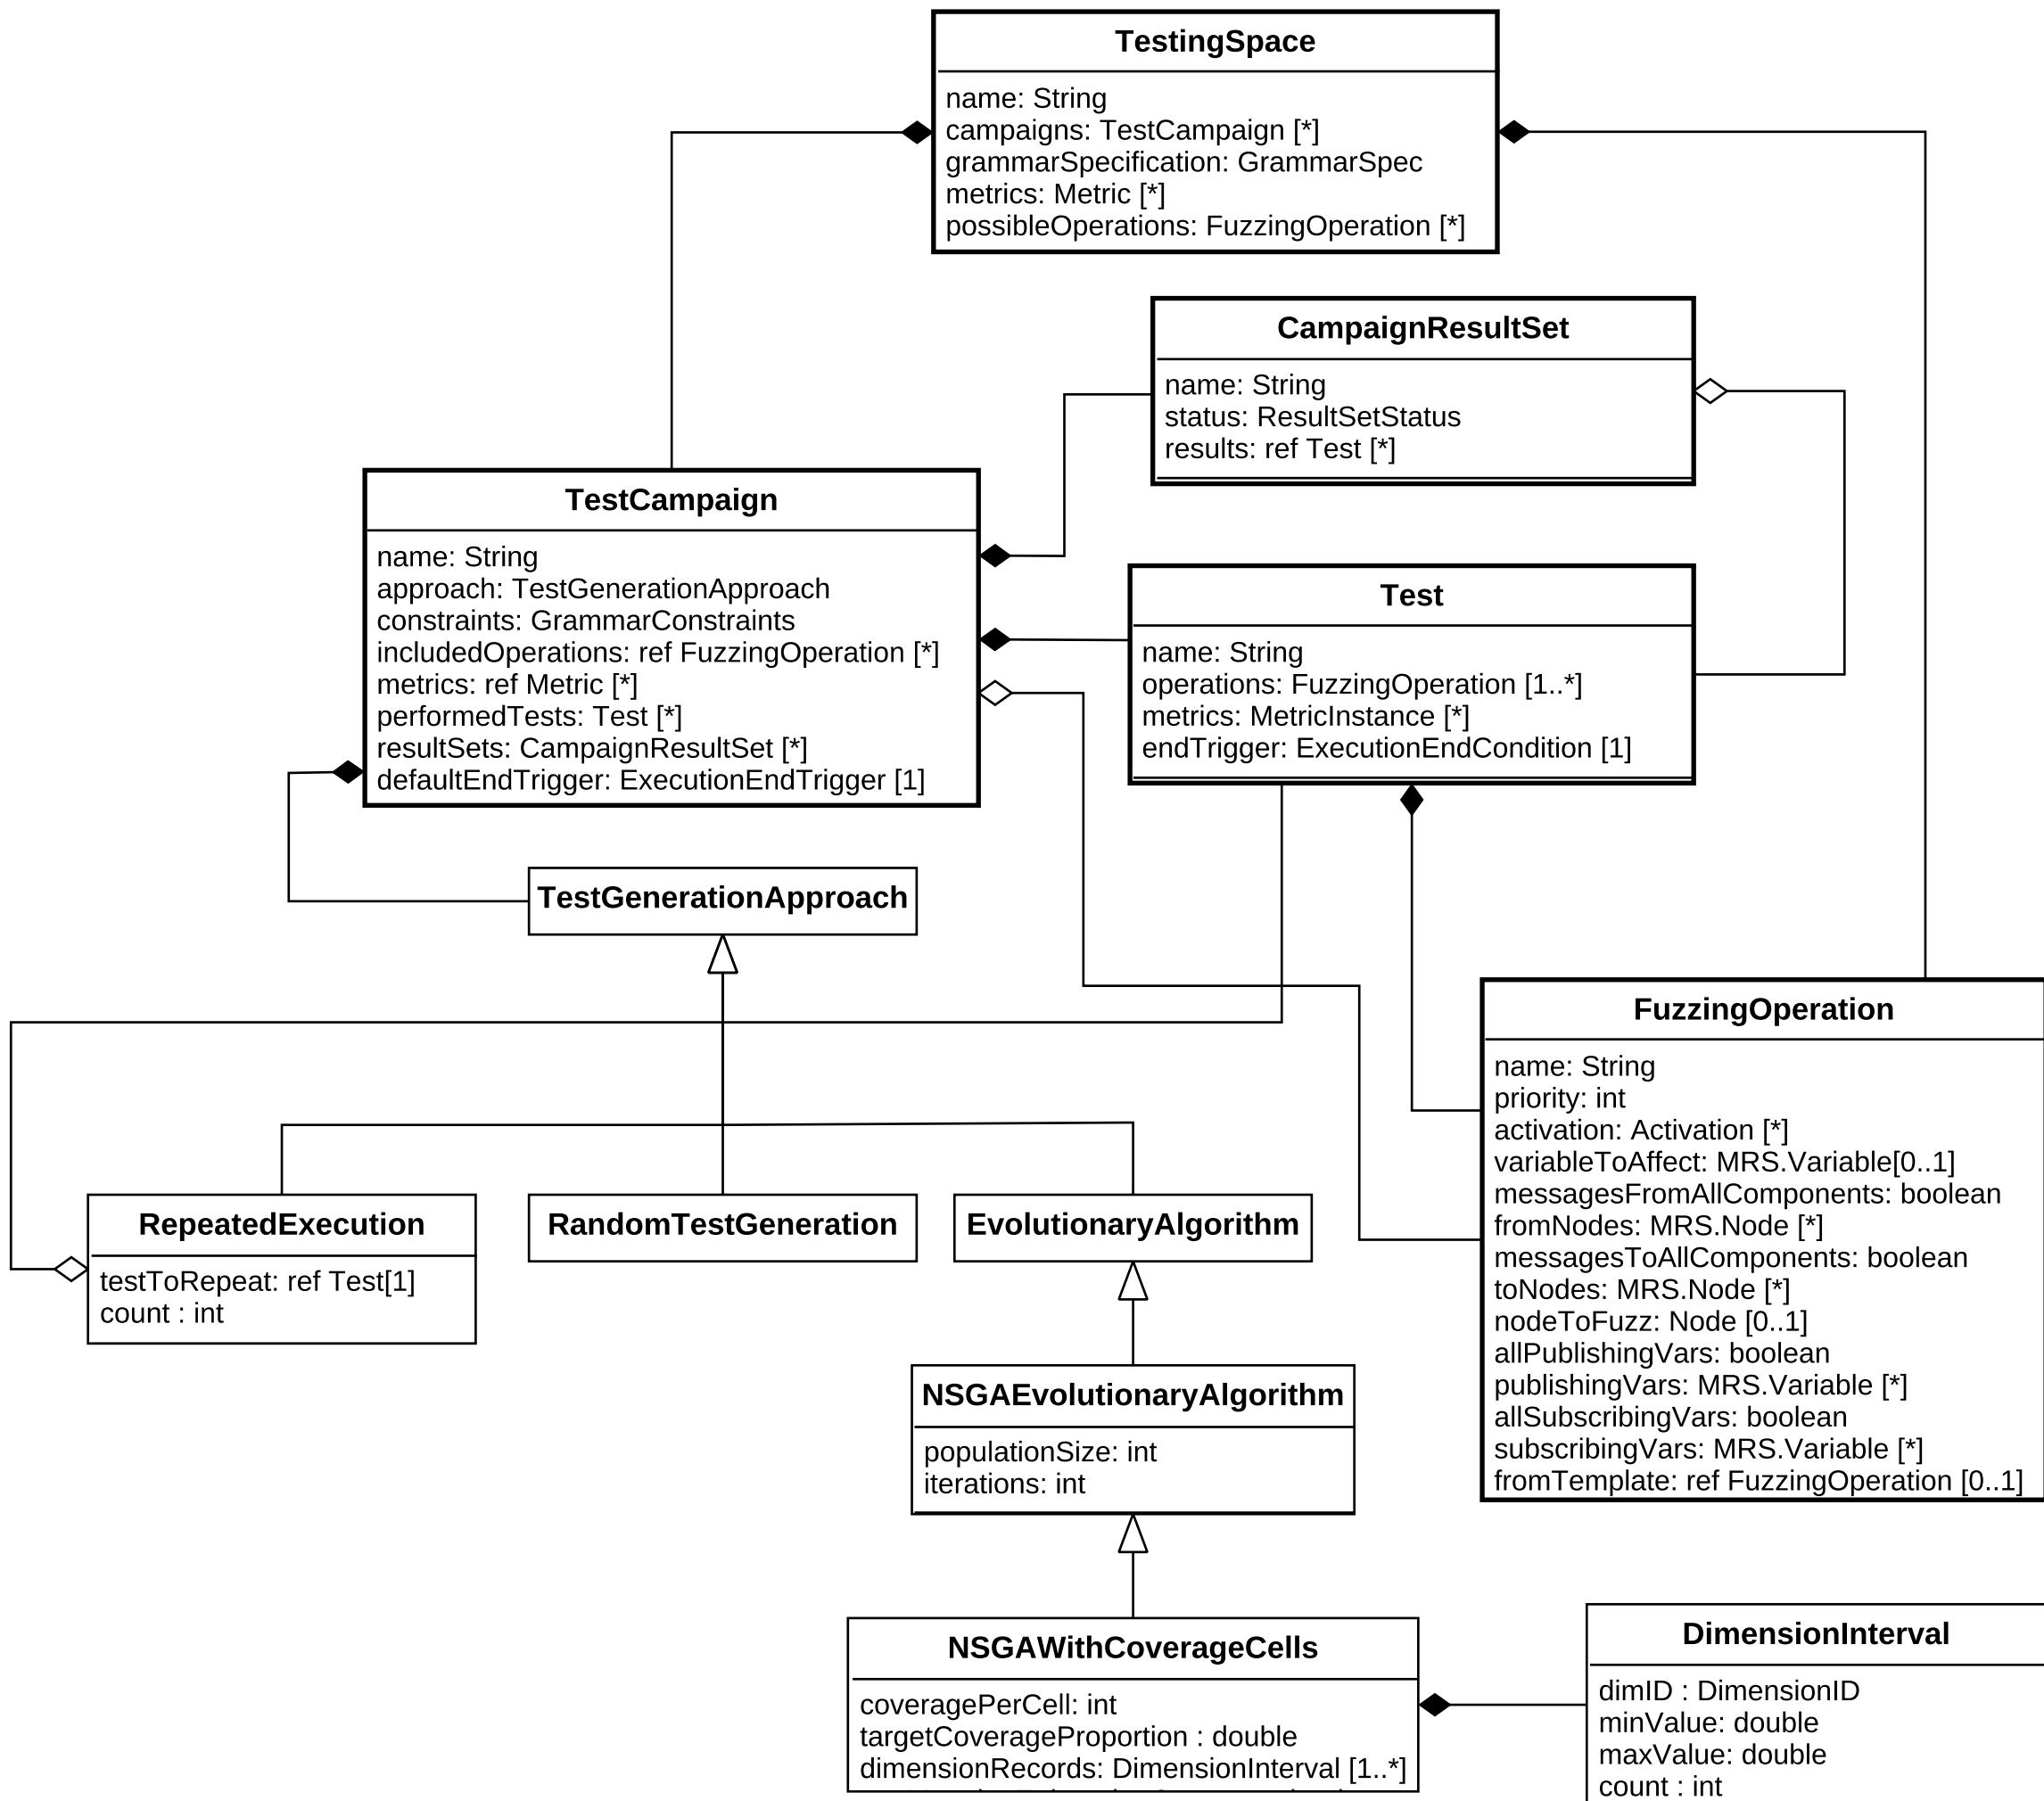 TestingSpace
name: String
campaigns: TestCampaign [*]
grammarSpecification: GrammarSpec
metrics: Metric [*]
possibleOperations: FuzzingOperation [*]
CampaignResultSet
name: String
status: ResultSetStatus
results: ref Test [*]
TestCampaign
name: String
approach: TestGenerationApproach
constraints: GrammarConstraints
includedOperations: ref FuzzingOperation [*]
metrics: ref Metric [*]
performedTests: Test [*]
resultSets: CampaignResultSet [*]
defaultEndTrigger: ExecutionEndTrigger [1]
Test
name: String
operations: FuzzingOperation [1..*]
metrics: MetricInstance [*]
endTrigger: ExecutionEndCondition [1]
TestGenerationApproach
FuzzingOperation
name: String
priority: int
activation: Activation [*]
variableToAffect: MRS.Variable[0..1]
messagesFromAllComponents: boolean
fromNodes: MRS.Node [*]
messagesToAllComponents: boolean
toNodes: MRS.Node [*]
nodeToFuzz: Node [0..1]
allPublishingVars: boolean
publishingVars: MRS.Variable [*]
allSubscribingVars: boolean
subscribingVars: MRS.Variable [*]
fromTemplate: ref FuzzingOperation [0..1]
RepeatedExecution
testToRepeat: ref Test[1]
count : int
RandomTestGeneration
EvolutionaryAlgorithm
NSGAEvolutionaryAlgorithm
populationSize: int
iterations: int
NSGAWithCoverageCells
coveragePerCell: int
targetCoverageProportion : double
dimensionRecords: DimensionInterval [1..*]
DimensionInterval
dimID : DimensionID
minValue: double
maxValue: double
count : int